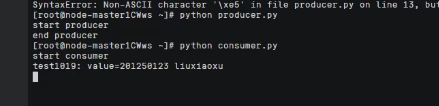 SyntaxError: Non-ASCII character '\xe5' in file producer.py on line 13, but
[root@node-master1CWws ~]# python producer.py
start producer
end producer
[root@node-master1CWws ~]# python consumer.py
start consumer
test1019: value=201250123 liuxiaoxu